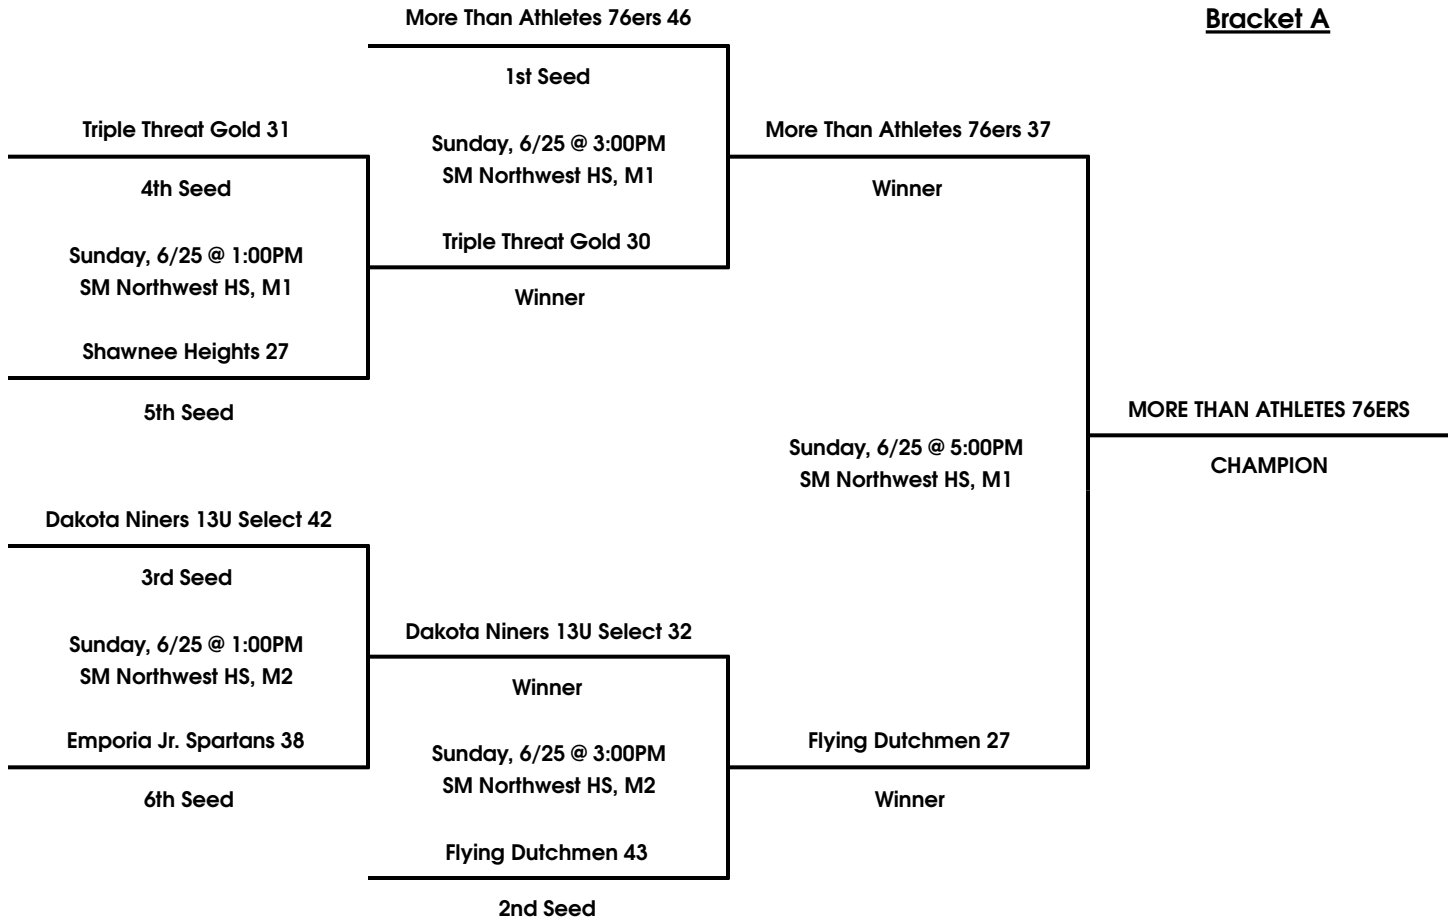 More Than Athletes 76ers 46
Bracket A
1st Seed
Triple Threat Gold 31
Sunday, 6/25 @ 3:00PM
SM Northwest HS, M1
More Than Athletes 76ers 37
4th Seed
Winner
Sunday, 6/25 @ 1:00PM
SM Northwest HS, M1
Triple Threat Gold 30
Winner
Shawnee Heights 27
5th Seed
MORE THAN ATHLETES 76ERS
Sunday, 6/25 @ 5:00PM
SM Northwest HS, M1
CHAMPION
Dakota Niners 13U Select 42
3rd Seed
Sunday, 6/25 @ 1:00PM
SM Northwest HS, M2
Dakota Niners 13U Select 32
Winner
Emporia Jr. Spartans 38
Sunday, 6/25 @ 3:00PM
SM Northwest HS, M2
Flying Dutchmen 27
6th Seed
Winner
Flying Dutchmen 43
2nd Seed